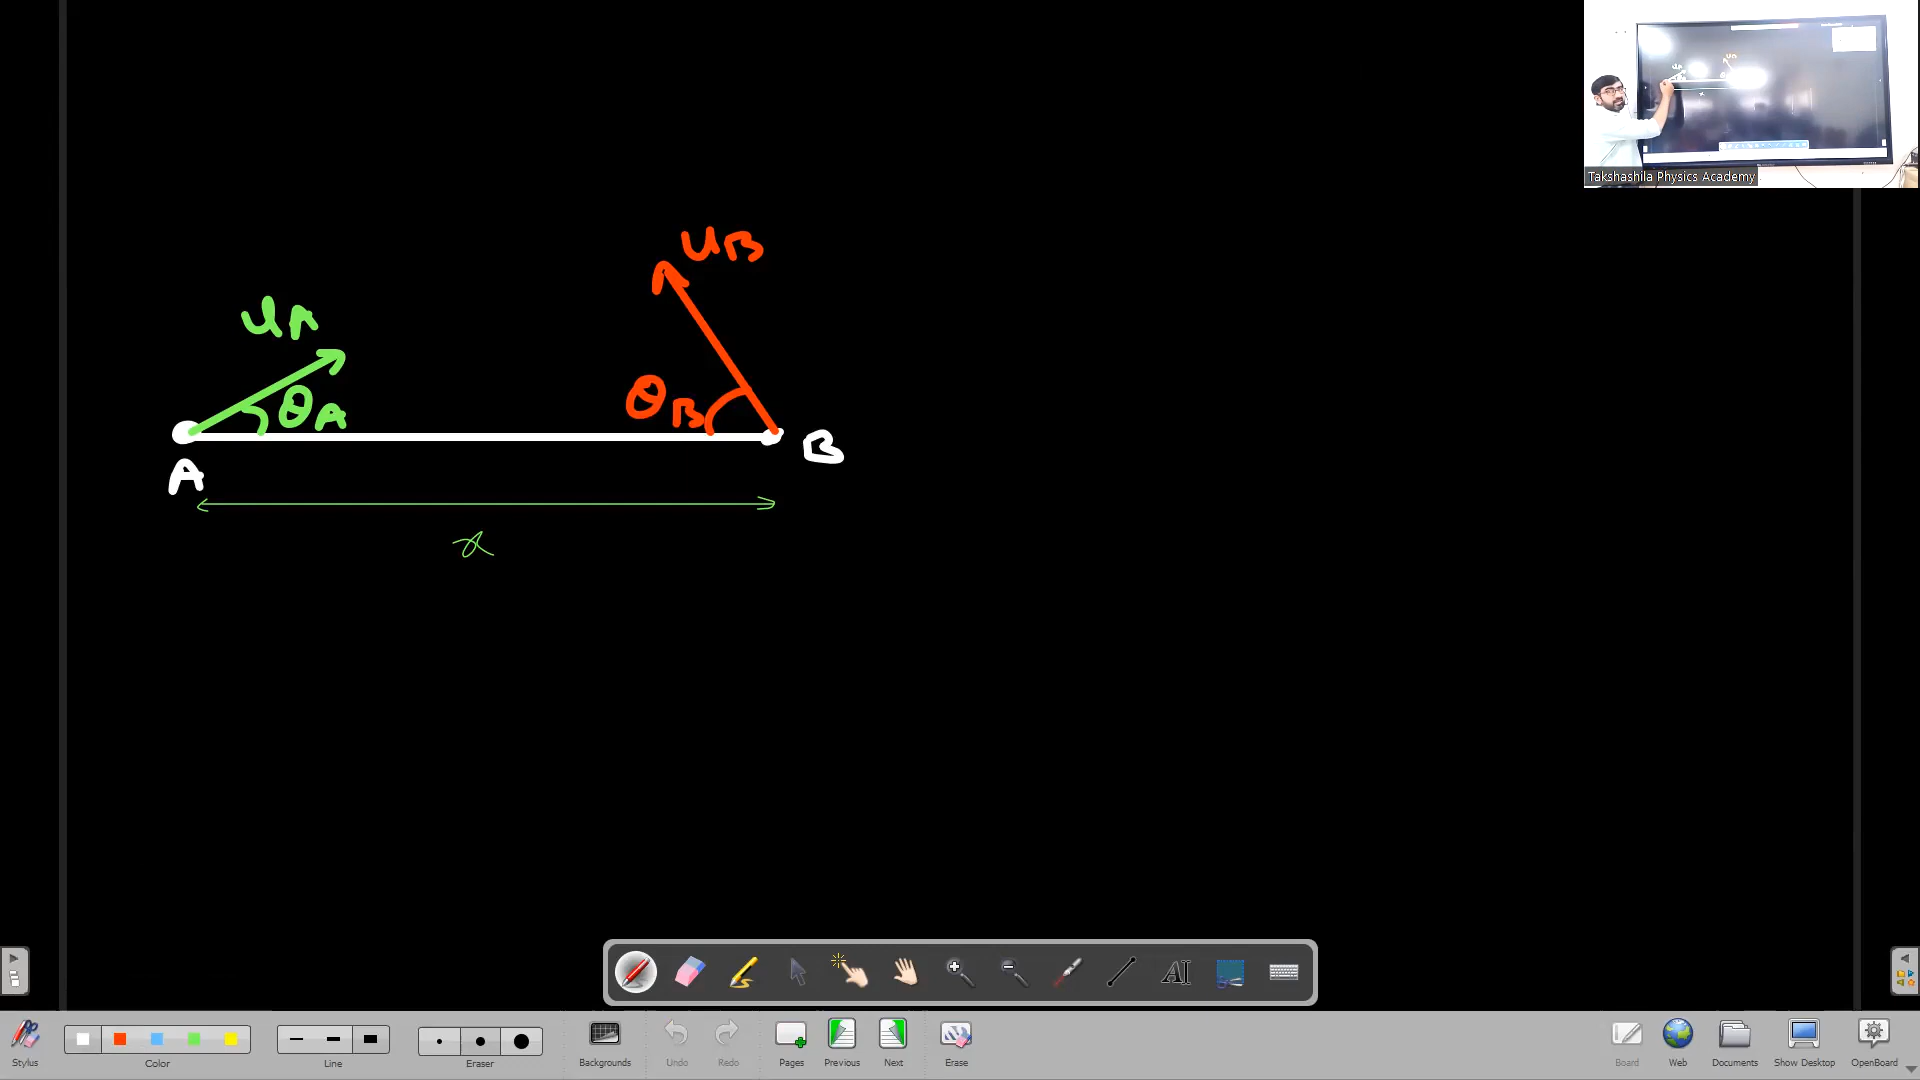 Takshashila Physics Academy
uB
uA
θA
θB
A
B
x
Stylus
Color
Line
Eraser
Backgrounds
Undo
Redo
Pages
Previous
Next
Erase
Board
Web
Documents
Show Desktop
OpenBoard
AI